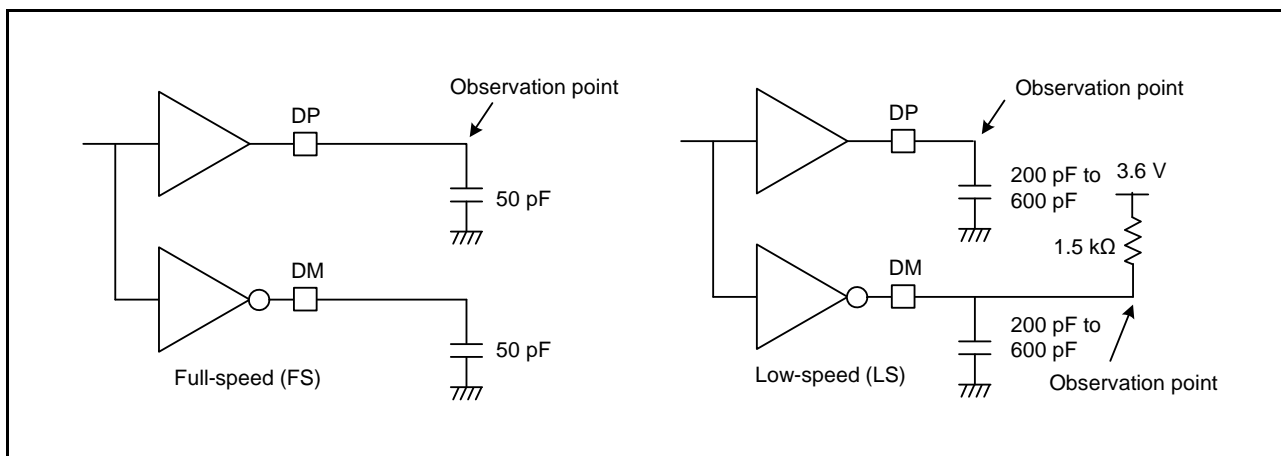 Observation point
DP
50 pF
DM
50 pF
Full-speed (FS)
Observation point
DP
200 pF to
600 pF
3.6 V
1.5 kΩ
DM
200 pF to
600 pF
Low-speed (LS)
Observation point